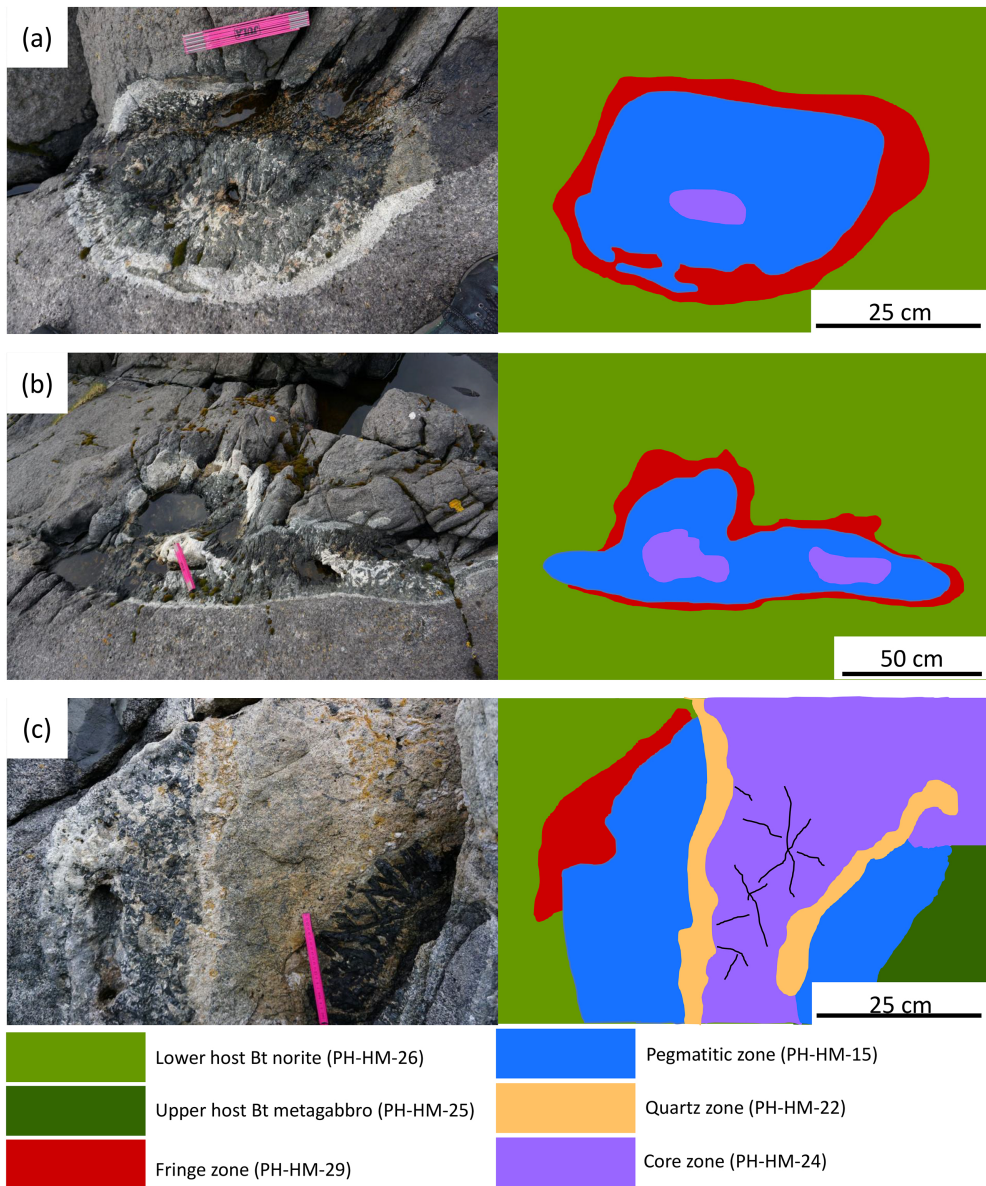 (a)
25 cm
(b)
50 cm
(c)
25 cm
Lower host Bt norite (PH-HM-26)
Upper host Bt metagabbro (PH-HM-25)
Fringe zone (PH-HM-29)
Pegmatitic zone (PH-HM-15)
Quartz zone (PH-HM-22)
Core zone (PH-HM-24)